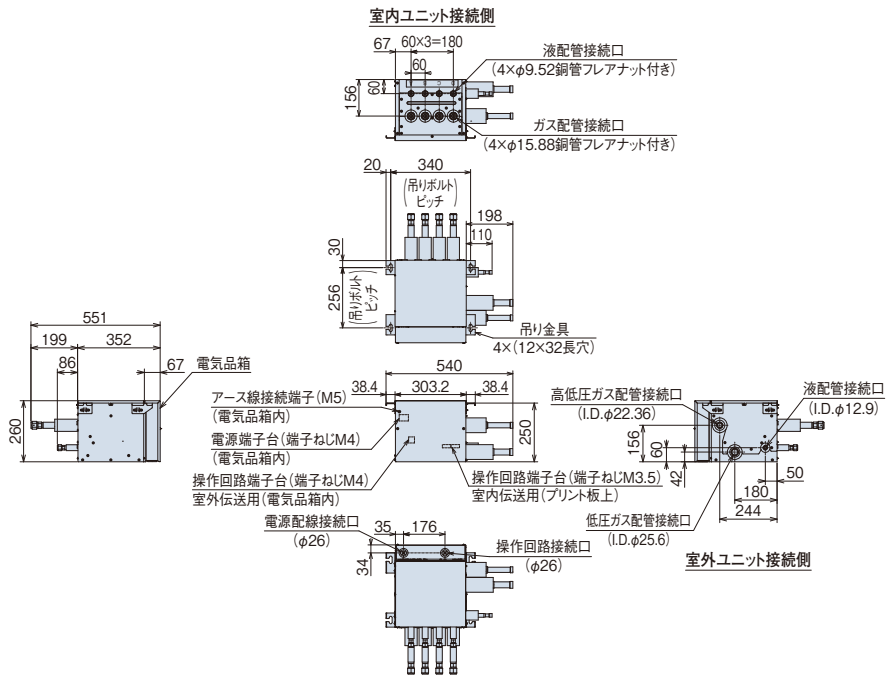 室内ユニット接続側
67
60×3=180
60
60
156
液配管接続口
(4×φ9.52銅管フレアナット付き)
ガス配管接続口
(4×φ15.88銅管フレアナット付き)
20
340
(吊りボルト
ピッチ)
198
110
30
256
(吊りボルト
ピッチ)
吊り金具
4×(12×32長穴)
551
199
352
86
67
電気品箱
260
540
38.4
303.2
38.4
250
アース線接続端子(M5)
(電気品箱内)
電源端子台(端子ねじM4)
(電気品箱内)
操作回路端子台(端子ねじM4)
室外伝送用(電気品箱内)
操作回路端子台(端子ねじM3.5)
室内伝送用(プリント板上)
高低圧ガス配管接続口
(I.D.φ22.36)
液配管接続口
(I.D.φ12.9)
156
60
42
50
180
244
低圧ガス配管接続口
(I.D.φ25.6)
室外ユニット接続側
電源配線接続口
(φ26)
35
176
34
操作回路接続口
(φ26)